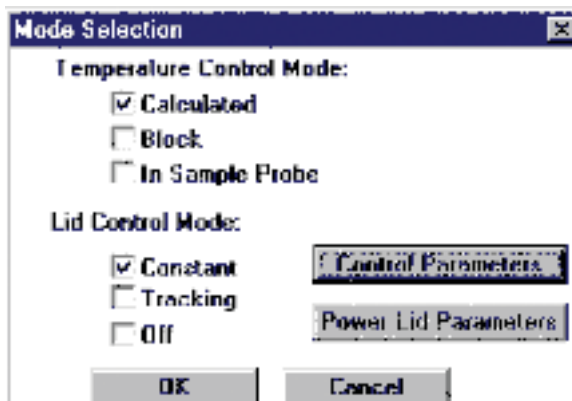 Mode Selection
Temperature Control Mode:
Calculated
Block
In Sample Probe
Lid Control Mode:
Constant
Control Parameters
Tracking
Power Lid Parameters
Off
OK
Cancel